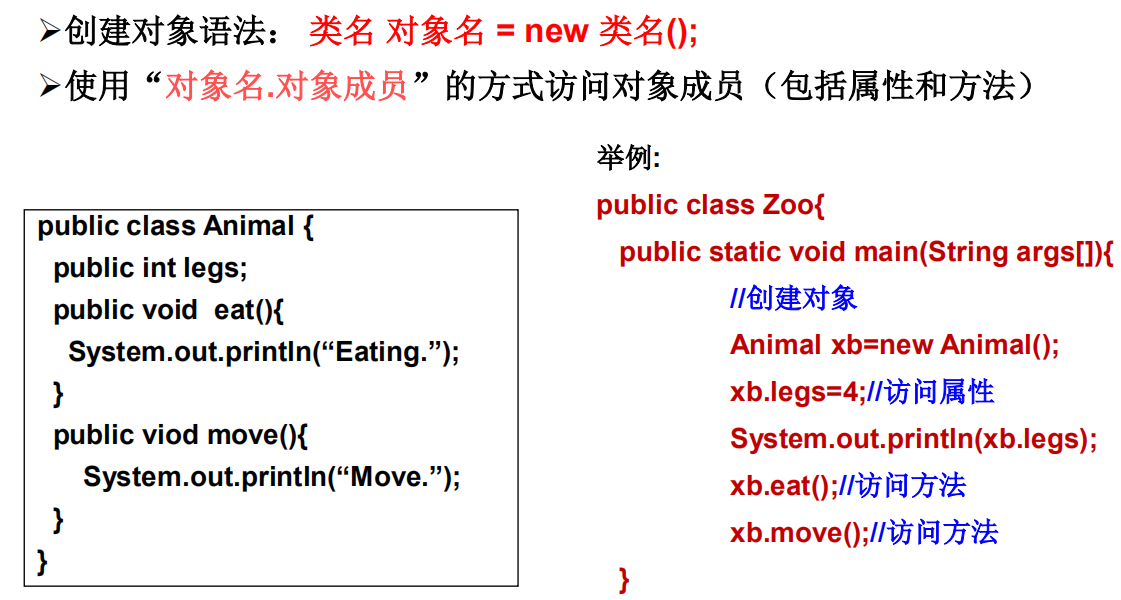 ➢创建对象语法： 类名 对象名 = new 类名();
➢使用“对象名.对象成员”的方式访问对象成员（包括属性和方法）
public class Animal {
public int legs;
public void eat(){
System.out.println(“Eating.”);
}
public viod move(){
System.out.println(“Move.”);
}
}
举例:
public class Zoo{
public static void main(String args[]){
//创建对象
Animal xb=new Animal();
xb.legs=4;//访问属性
System.out.println(xb.legs);
xb.eat();//访问方法
xb.move();//访问方法
}